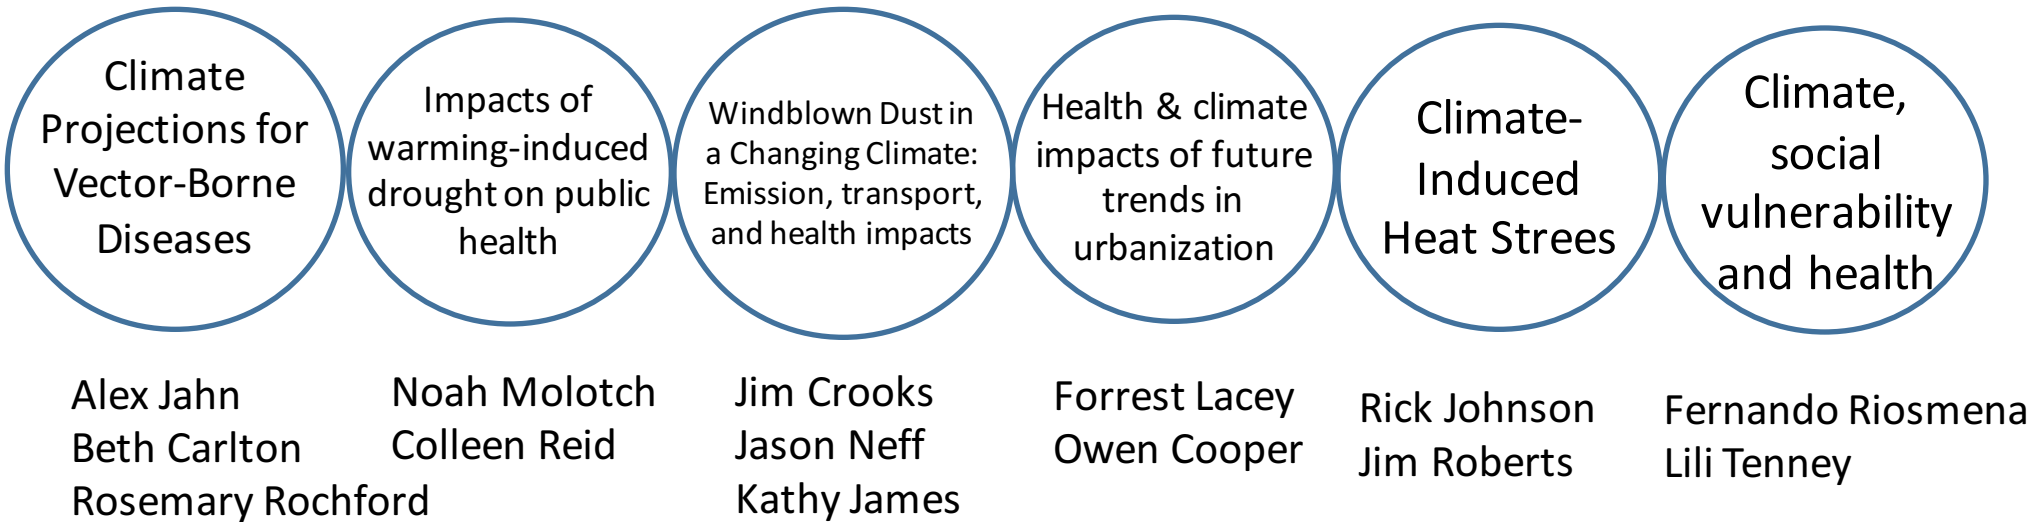 Climate
Projections for
Vector-Borne
Diseases
Impacts of
warming-induced
drought on public
health
Windblown Dust in
a Changing Climate:
Emission, transport,
and health impacts
Health & climate
impacts of future
trends in
urbanization
Climate-
Induced
Heat Strees
Climate,
social
vulnerability
and health
Alex Jahn
Beth Carlton
Rosemary Rochford
Noah Molotch
Colleen Reid
Jim Crooks
Jason Neff
Kathy James
Forrest Lacey
Owen Cooper
Rick Johnson
Jim Roberts
Fernando Riosmena
Lili Tenney